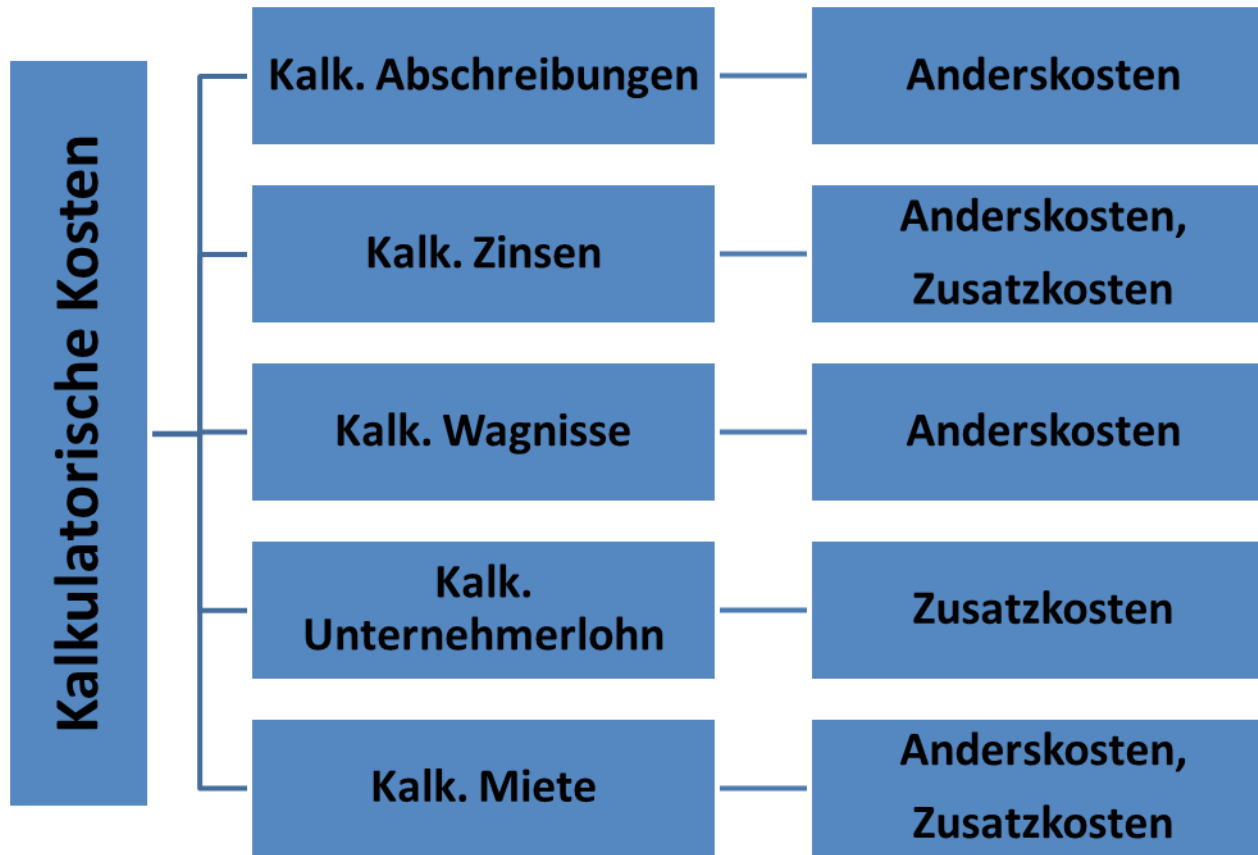 Kalkulatorische Kosten
Kalk. Abschreibungen
Anderskosten
Kalk. Zinsen
Anderskosten,
Zusatzkosten
Kalk. Wagnisse
Anderskosten
Kalk.
Unternehmerlohn
Zusatzkosten
Kalk. Miete
Anderskosten,
Zusatzkosten